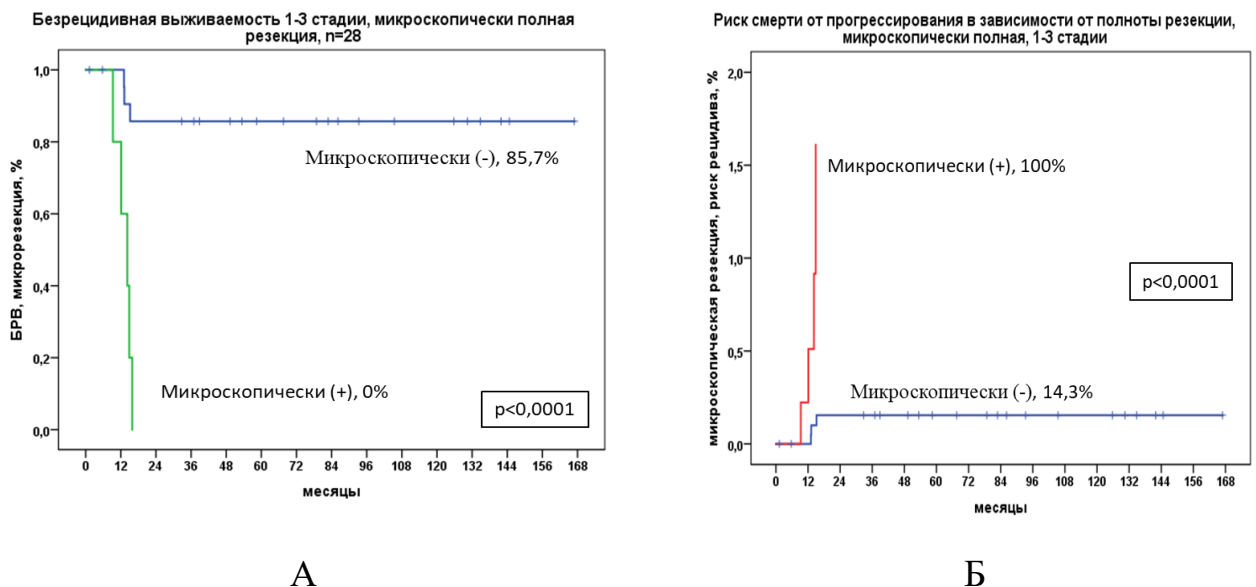 Безрецидивная выживаемость 1-3 стадии, микроскопически полная
резекция, n=28
БРВ, микрорезекция, %
1,0
0,8
0,6
0,4
0,2
0,0
Микроскопически (-), 85,7%
Микроскопически (+), 0%
p<0,0001
0 12 24 36 48 60 72 84 96 108 120 132 144 156 168
месяцы
А
Риск смерти от прогрессирования в зависимости от полноты резекции,
микроскопически полная, 1-3 стадии
микроскопическая резекция, риск рецидива, %
2,0
1,5
1,0
0,5
0,0
Микроскопически (+), 100%
p<0,0001
Микроскопически (-), 14,3%
0 12 24 36 48 60 72 84 96 108 120 132 144 156 168
месяцы
Б